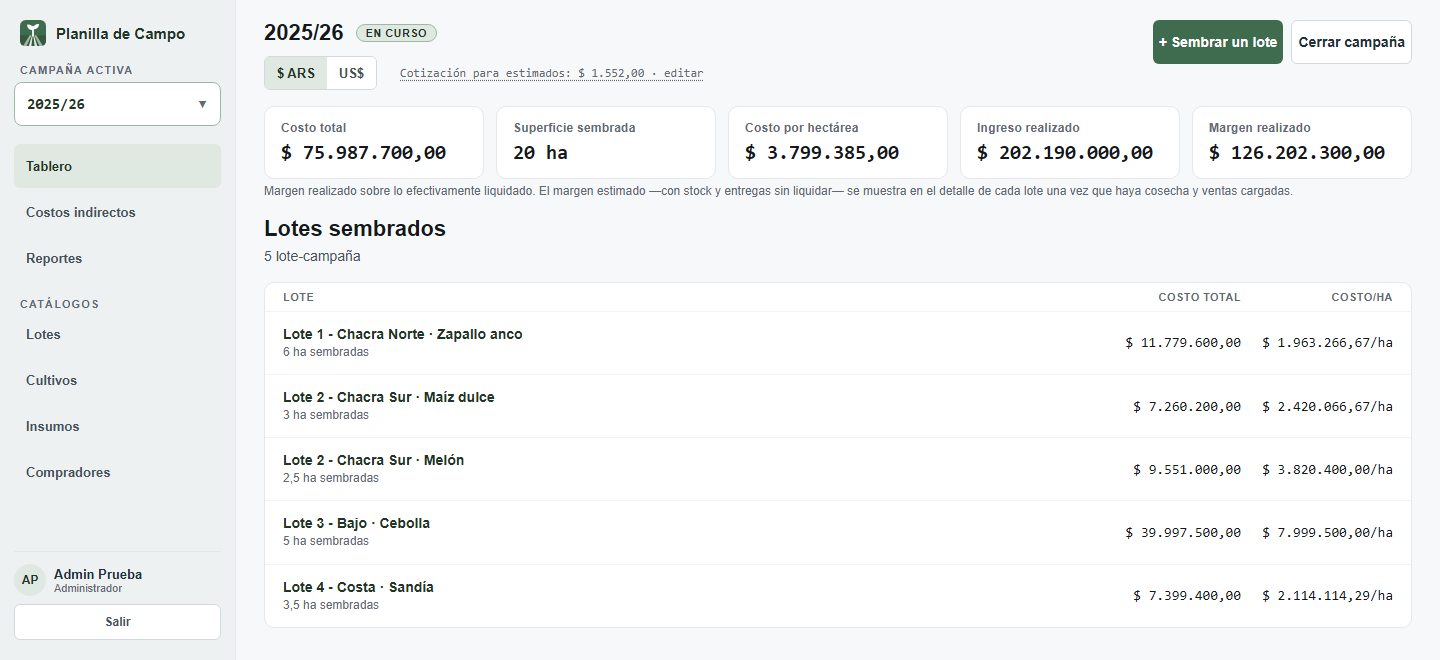 Planilla de Campo
CAMPAÑA ACTIVA
2025/26 ▼
Tablero
Costos indirectos
Reportes
CATÁLOGOS
Lotes
Cultivos
Insumos
Compradores
AP Admin Prueba
Administrador
Salir
2025/26 EN CURSO
+ Sembrar un lote Cerrar campaña
$ ARS US$ Cotización para estimados: $ 1.552,00 · editar
Costo total
$ 75.987.700,00
Superficie sembrada
20 ha
Costo por hectárea
$ 3.799.385,00
Ingreso realizado
$ 202.190.000,00
Margen realizado
$ 126.202.300,00
Margen realizado sobre lo efectivamente liquidado. El margen estimado —con stock y entregas sin liquidar— se muestra en el detalle de cada lote una vez que haya cosecha y ventas cargadas.
Lotes sembrados
5 lote-campaña
LOTE COSTO TOTAL COSTO/HA
Lote 1 - Chacra Norte · Zapallo anco
6 ha sembradas
$ 11.779.600,00 $ 1.963.266,67/ha
Lote 2 - Chacra Sur · Maíz dulce
3 ha sembradas
$ 7.260.200,00 $ 2.420.066,67/ha
Lote 2 - Chacra Sur · Melón
2,5 ha sembradas
$ 9.551.000,00 $ 3.820.400,00/ha
Lote 3 - Bajo · Cebolla
5 ha sembradas
$ 39.997.500,00 $ 7.999.500,00/ha
Lote 4 - Costa · Sandía
3,5 ha sembradas
$ 7.399.400,00 $ 2.114.114,29/ha